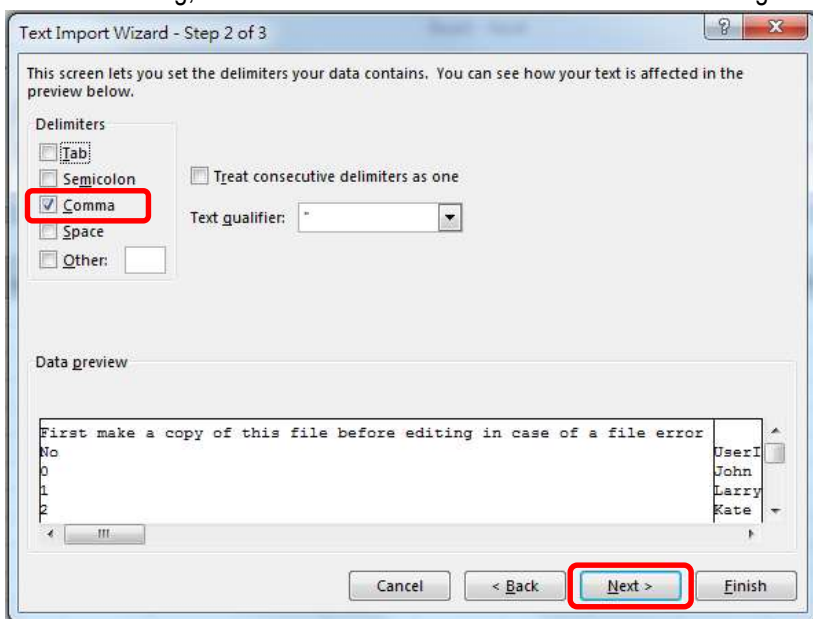 Text Import Wizard - Step 2 of 3
This screen lets you set the delimiters your data contains. You can see how your text is affected in the
preview below.
Delimiters
Tab
Semicolon
Comma
Space
Other:
Treat consecutive delimiters as one
Text qualifier: "
Data preview
First make a copy of this file before editing in case of a file error
No UserI
0 John
1 Larry
2 Kate
Cancel < Back Next > Finish